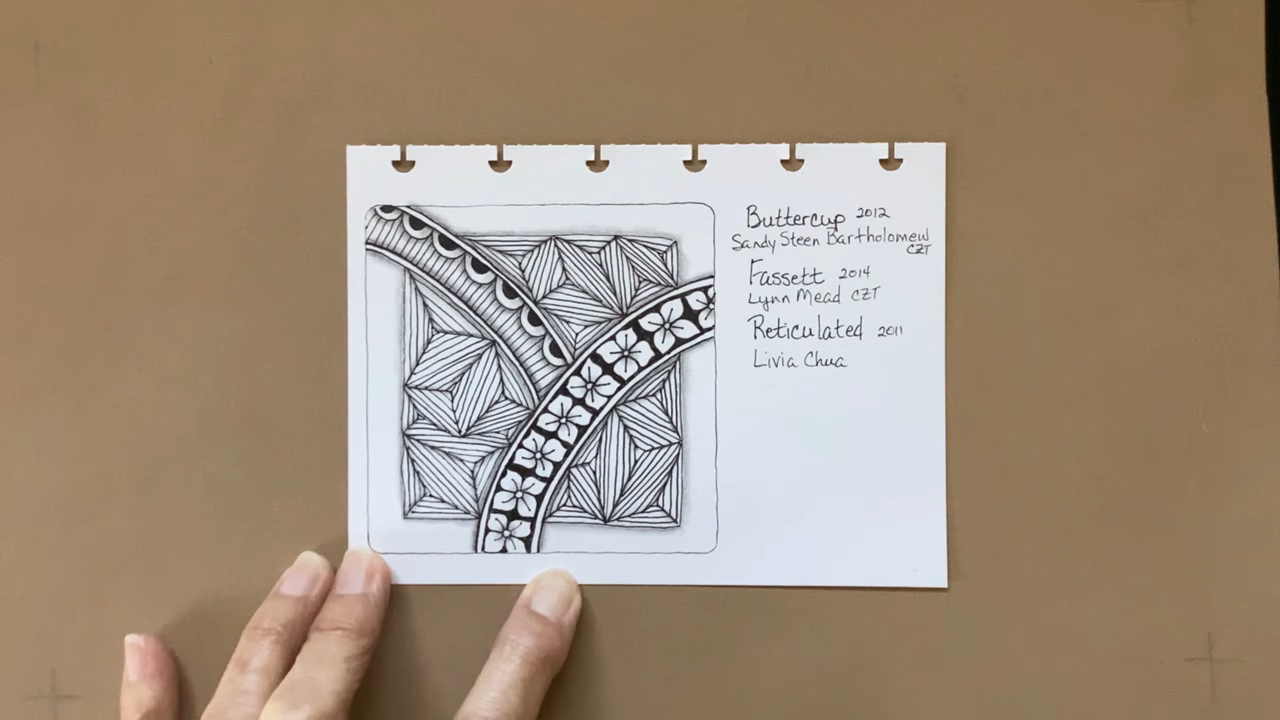 Buttercup 2012
Sandy Steen Bartholomew
CZT
Fassett 2014
Lynn Mead CZT
Reticulated 2011
Livia Chua